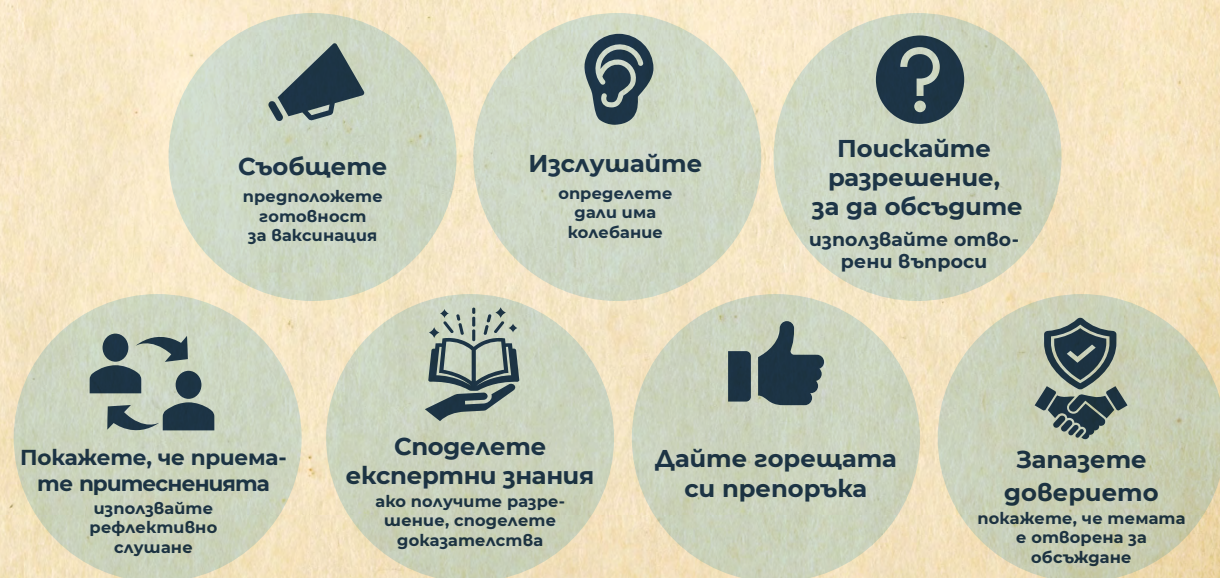 Съобщете
предположете
готовност
за ваксинация
Изслушайте
определете
дали има
колебание
Поискайте
разрешение,
за да обсъдите
използвайте отво-
рени въпроси
Покажете, че приема-
те притесненията
използвайте
рефлективно
слушане
Споделете
експертни знания
ако получите разре-
шение, споделете
доказателства
Дайте горещата
си препоръка
Запазете
доверието
покажете, че темата
е отворена за
обсъждане